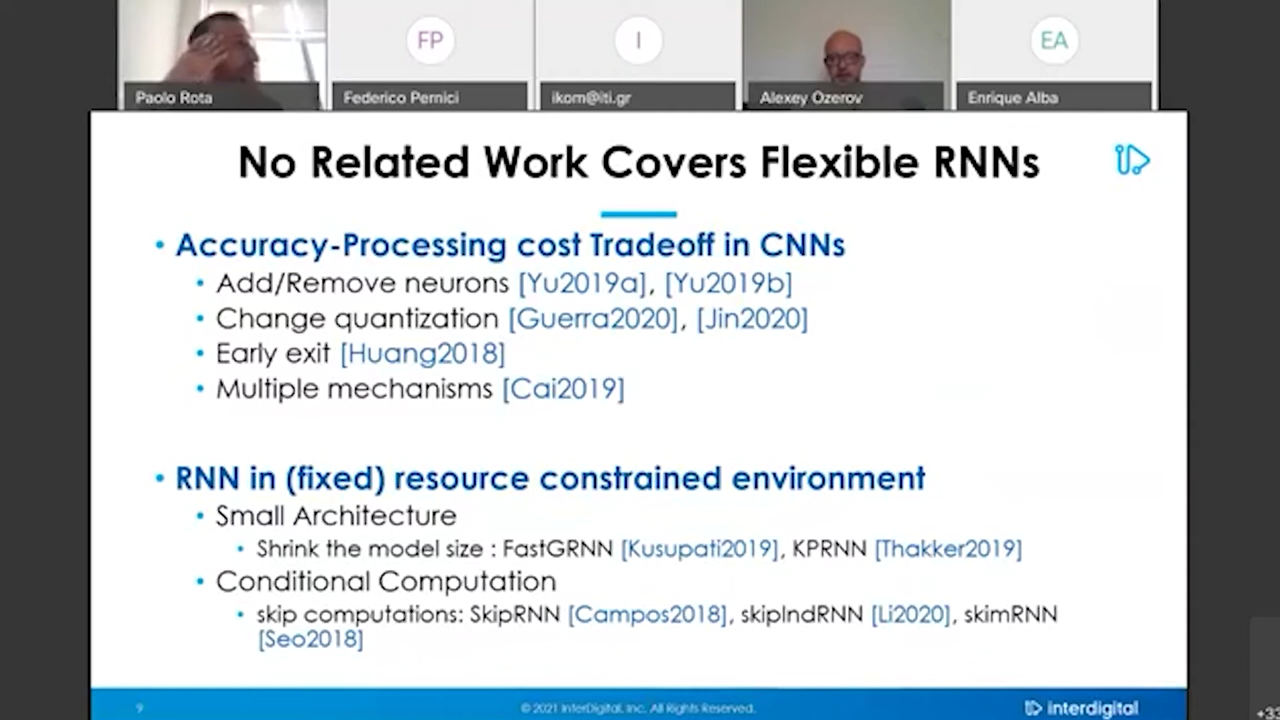 FP
I
EA
Paolo Rota
Federico Pernici
ikom@iti.gr
Alexey Ozerov
Enrique Alba
No Related Work Covers Flexible RNNs
• Accuracy-Processing cost Tradeoff in CNNs
• Add/Remove neurons [Yu2019a], [Yu2019b]
• Change quantization [Guerra2020], [Jin2020]
• Early exit [Huang2018]
• Multiple mechanisms [Cai2019]
• RNN in (fixed) resource constrained environment
• Small Architecture
• Shrink the model size : FastGRNN [Kusupati2019], KPRNN [Thakker2019]
• Conditional Computation
• skip computations: SkipRNN [Campos2018], skipIndRNN [Li2020], skimRNN
[Seo2018]
9
© 2021 InterDigital, Inc. All Rights Reserved.
interdigital